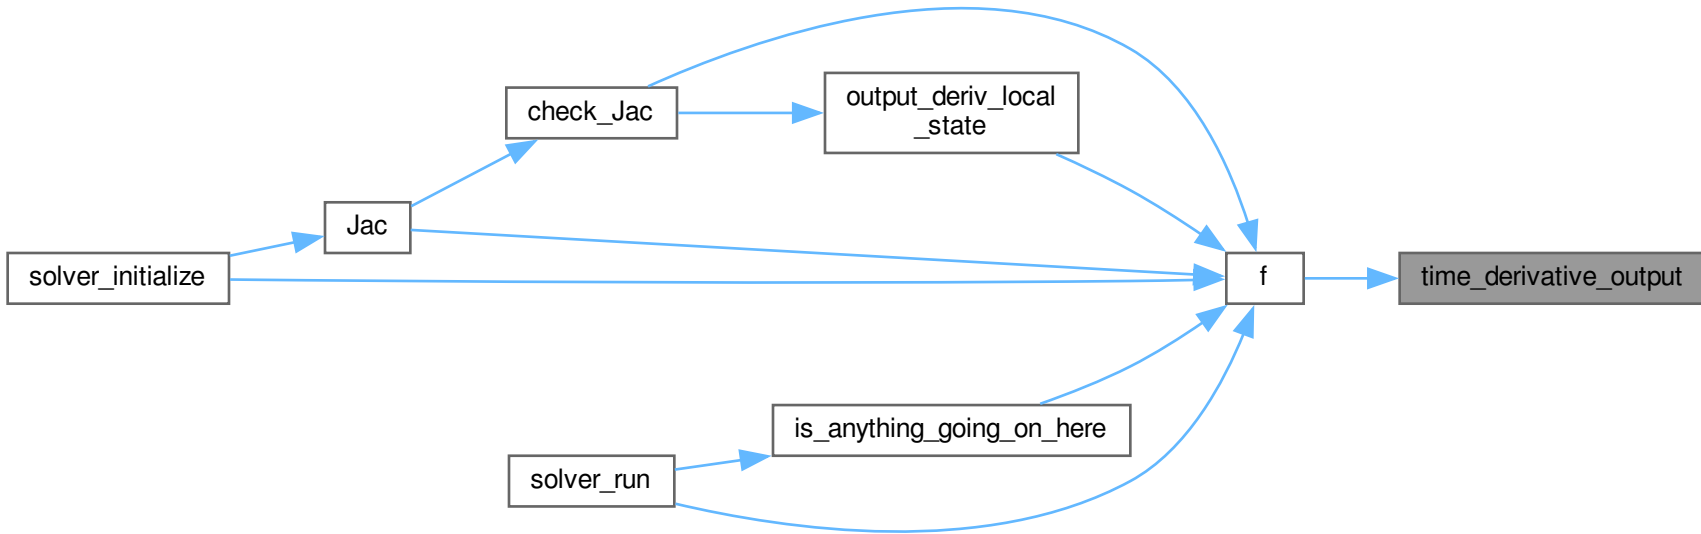 check_Jac
output_deriv_local
_state
Jac
solver_initialize
f
time_derivative_output
is_anything_going_on_here
solver_run